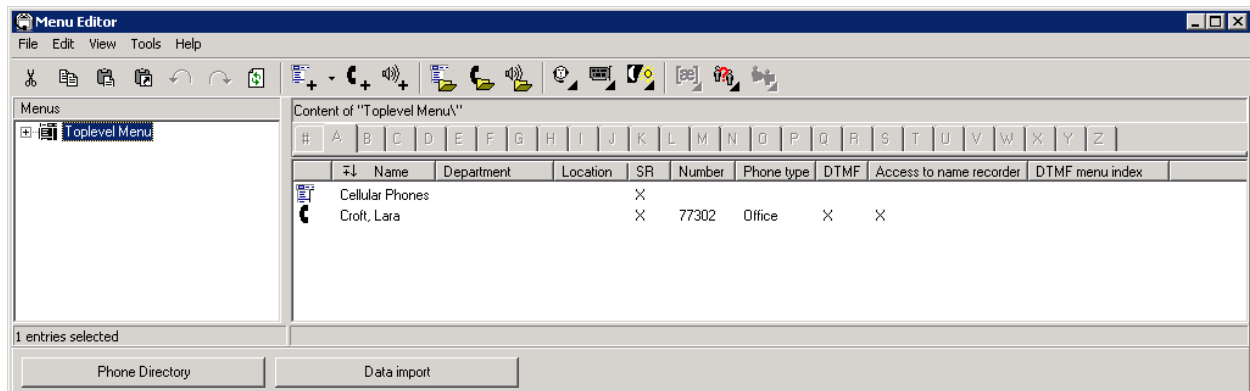 Menu Editor
File Edit View Tools Help
[æ]
Menus
Content of "Toplevel Menu\"
Toplevel Menu
# A B C D E F G H I J K L M N O P Q R S T U V W X Y Z
Name Department Location SR Number Phone type DTMF Access to name recorder DTMF menu index
Cellular Phones X
Croft, Lara X 77302 Office X X
1 entries selected
Phone Directory Data import